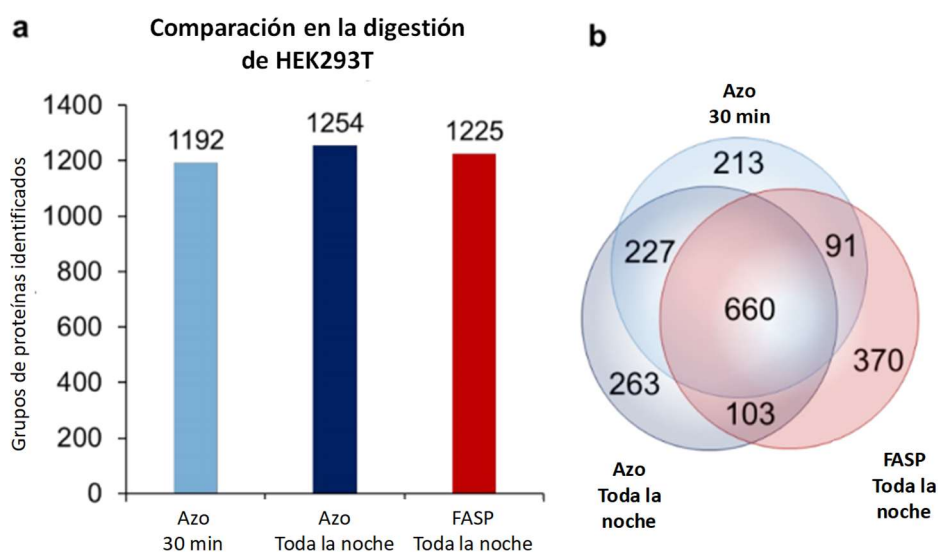 a
Comparación en la digestión
de HEK293T
Grupos de proteínas identificados
1400
1200
1000
800
600
400
200
0
1192
1254
1225
Azo
30 min
Azo
Toda la noche
FASP
Toda la noche
b
Azo
30 min
213
227
91
660
263
370
103
Azo
Toda la
noche
FASP
Toda la
noche